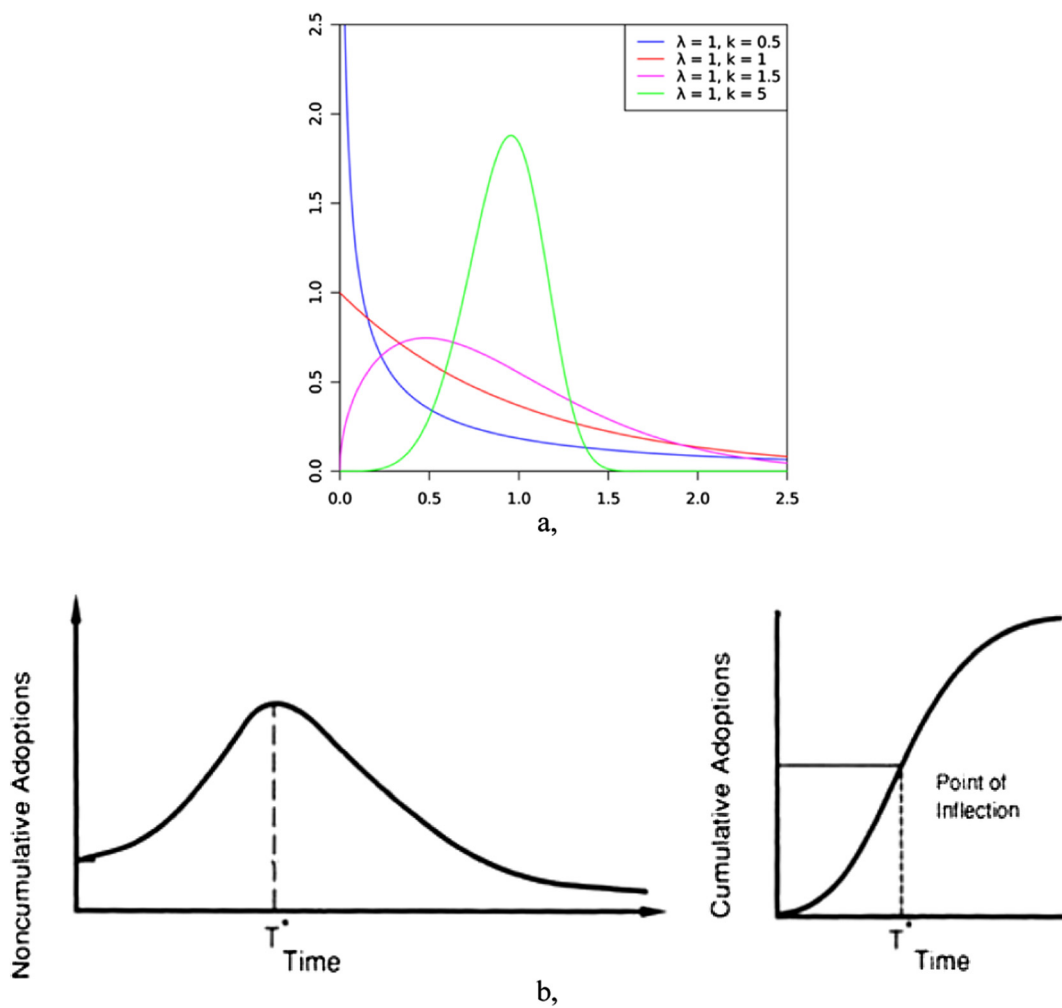 2.5
2.0
1.5
1.0
0.5
0.0
λ = 1, k = 0.5
λ = 1, k = 1
λ = 1, k = 1.5
λ = 1, k = 5
0.0 0.5 1.0 1.5 2.0 2.5
a,
Noncumulative Adoptions
T*
Time
Cumulative Adoptions
Point of
Inflection
T*
Time
b,